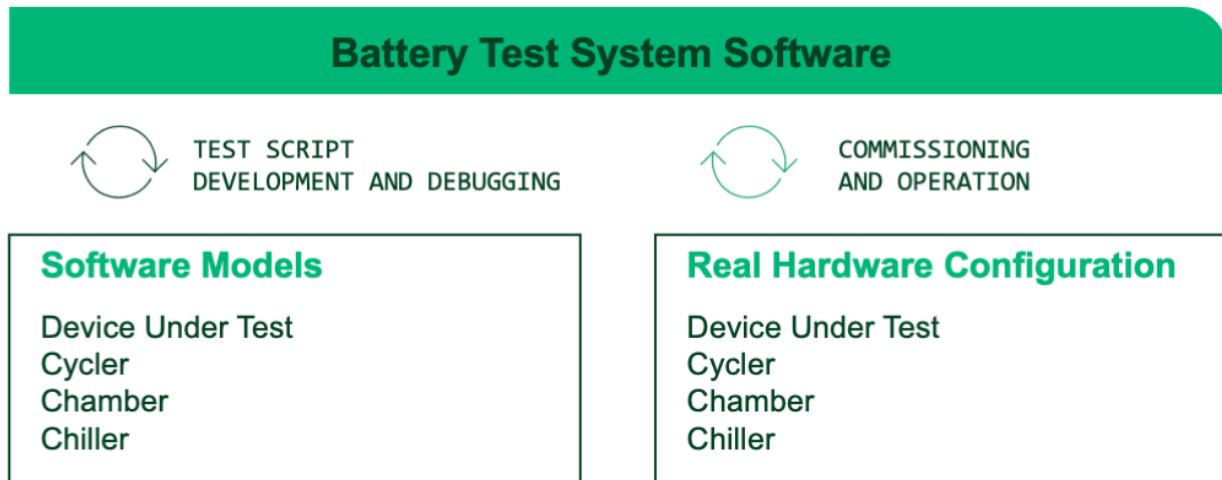 Battery Test System Software
TEST SCRIPT
DEVELOPMENT AND DEBUGGING
COMMISSIONING
AND OPERATION
Software Models
Device Under Test
Cycler
Chamber
Chiller
Real Hardware Configuration
Device Under Test
Cycler
Chamber
Chiller